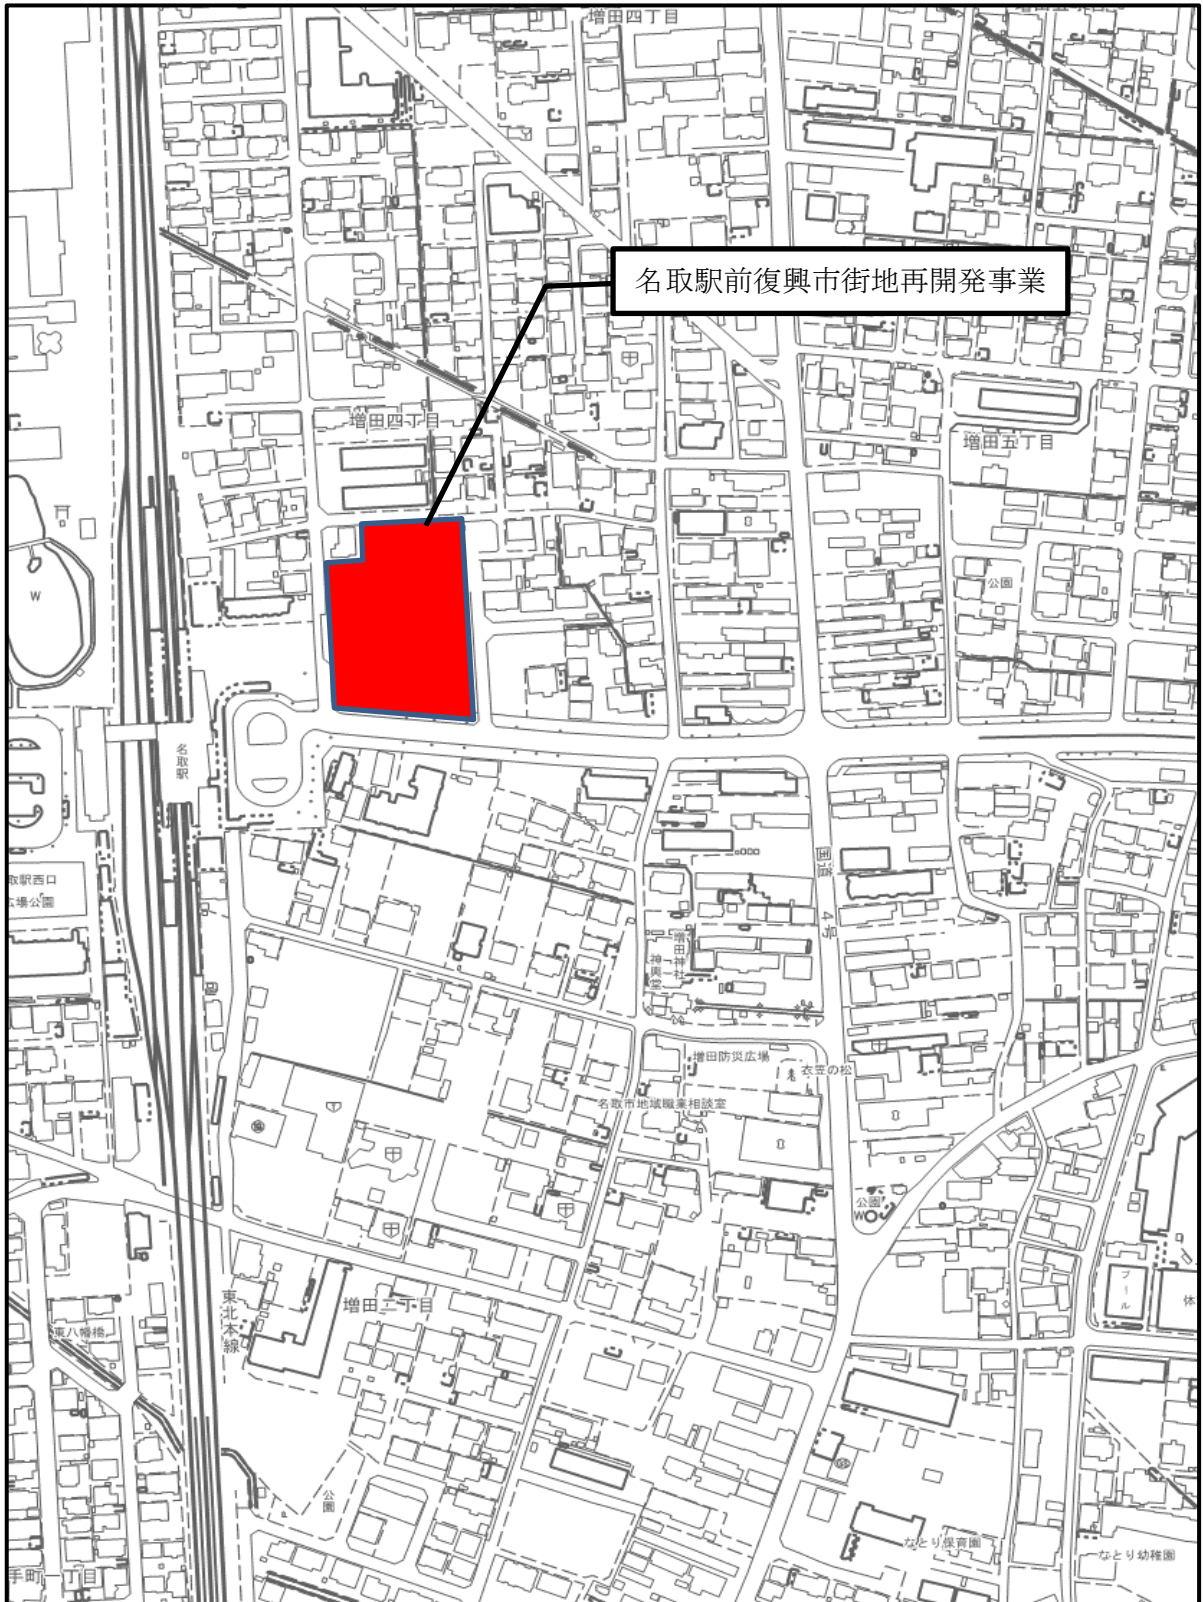 増田四丁目
名取駅前復興市街地再開発事業
増田四丁目
増田五丁目
公園
W
名取駅
取駅西口
広場公園
国道4号
増田神社
神輿堂
増田防災広場
衣笠の松
名取市地域職業相談室
公園
W
プール
休
東北本線
増田二丁目
東八幡橋
公園
なとり保育園
なとり幼稚園
手町一丁目